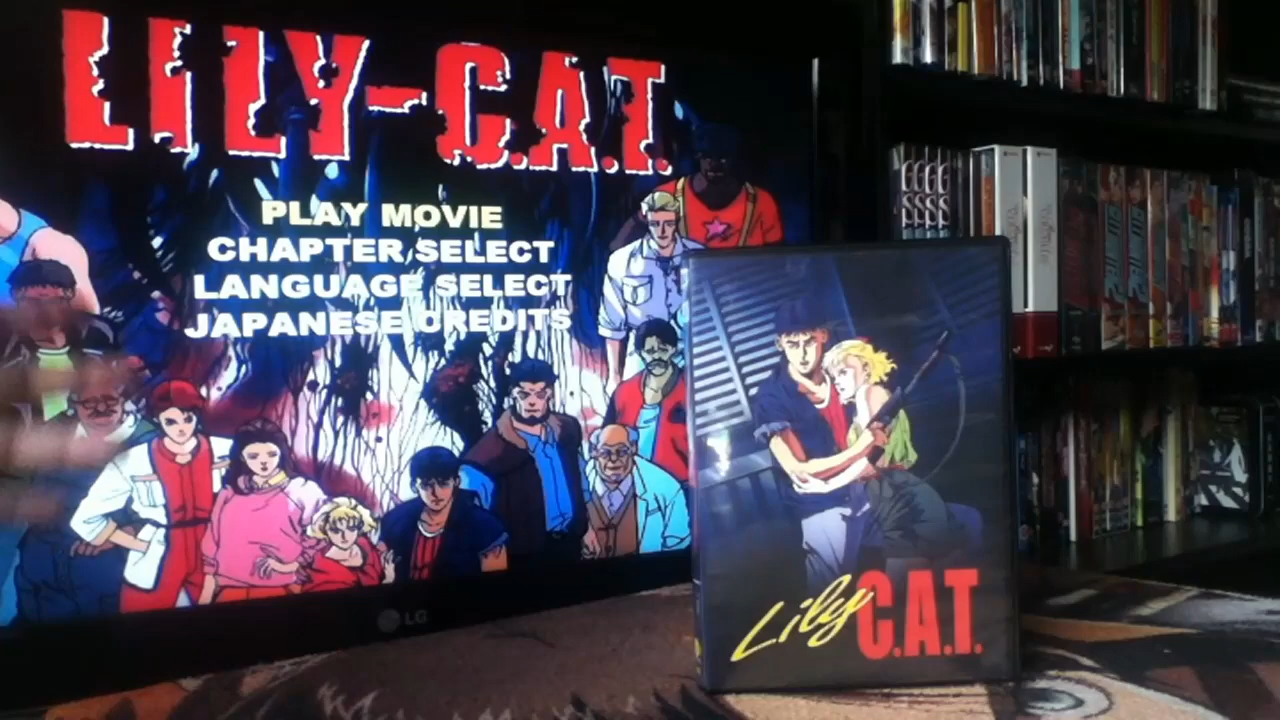 LILY-C.A.T.
PLAY MOVIE
CHAPTER SELECT
LANGUAGE SELECT
JAPANESE CREDITS
LG
Lily C.A.T.